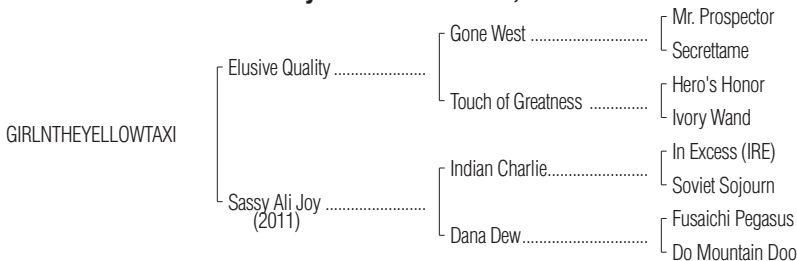 Mr. Prospector
Gone West ............................
Secrettame
Elusive Quality ......................
Hero's Honor
Touch of Greatness ..............
Ivory Wand
GIRLNTHEYELLOWTAXI
In Excess (IRE)
Indian Charlie........................
Soviet Sojourn
Sassy Ali Joy ........................
(2011)
Fusaichi Pegasus
Dana Dew..............................
Do Mountain Doo